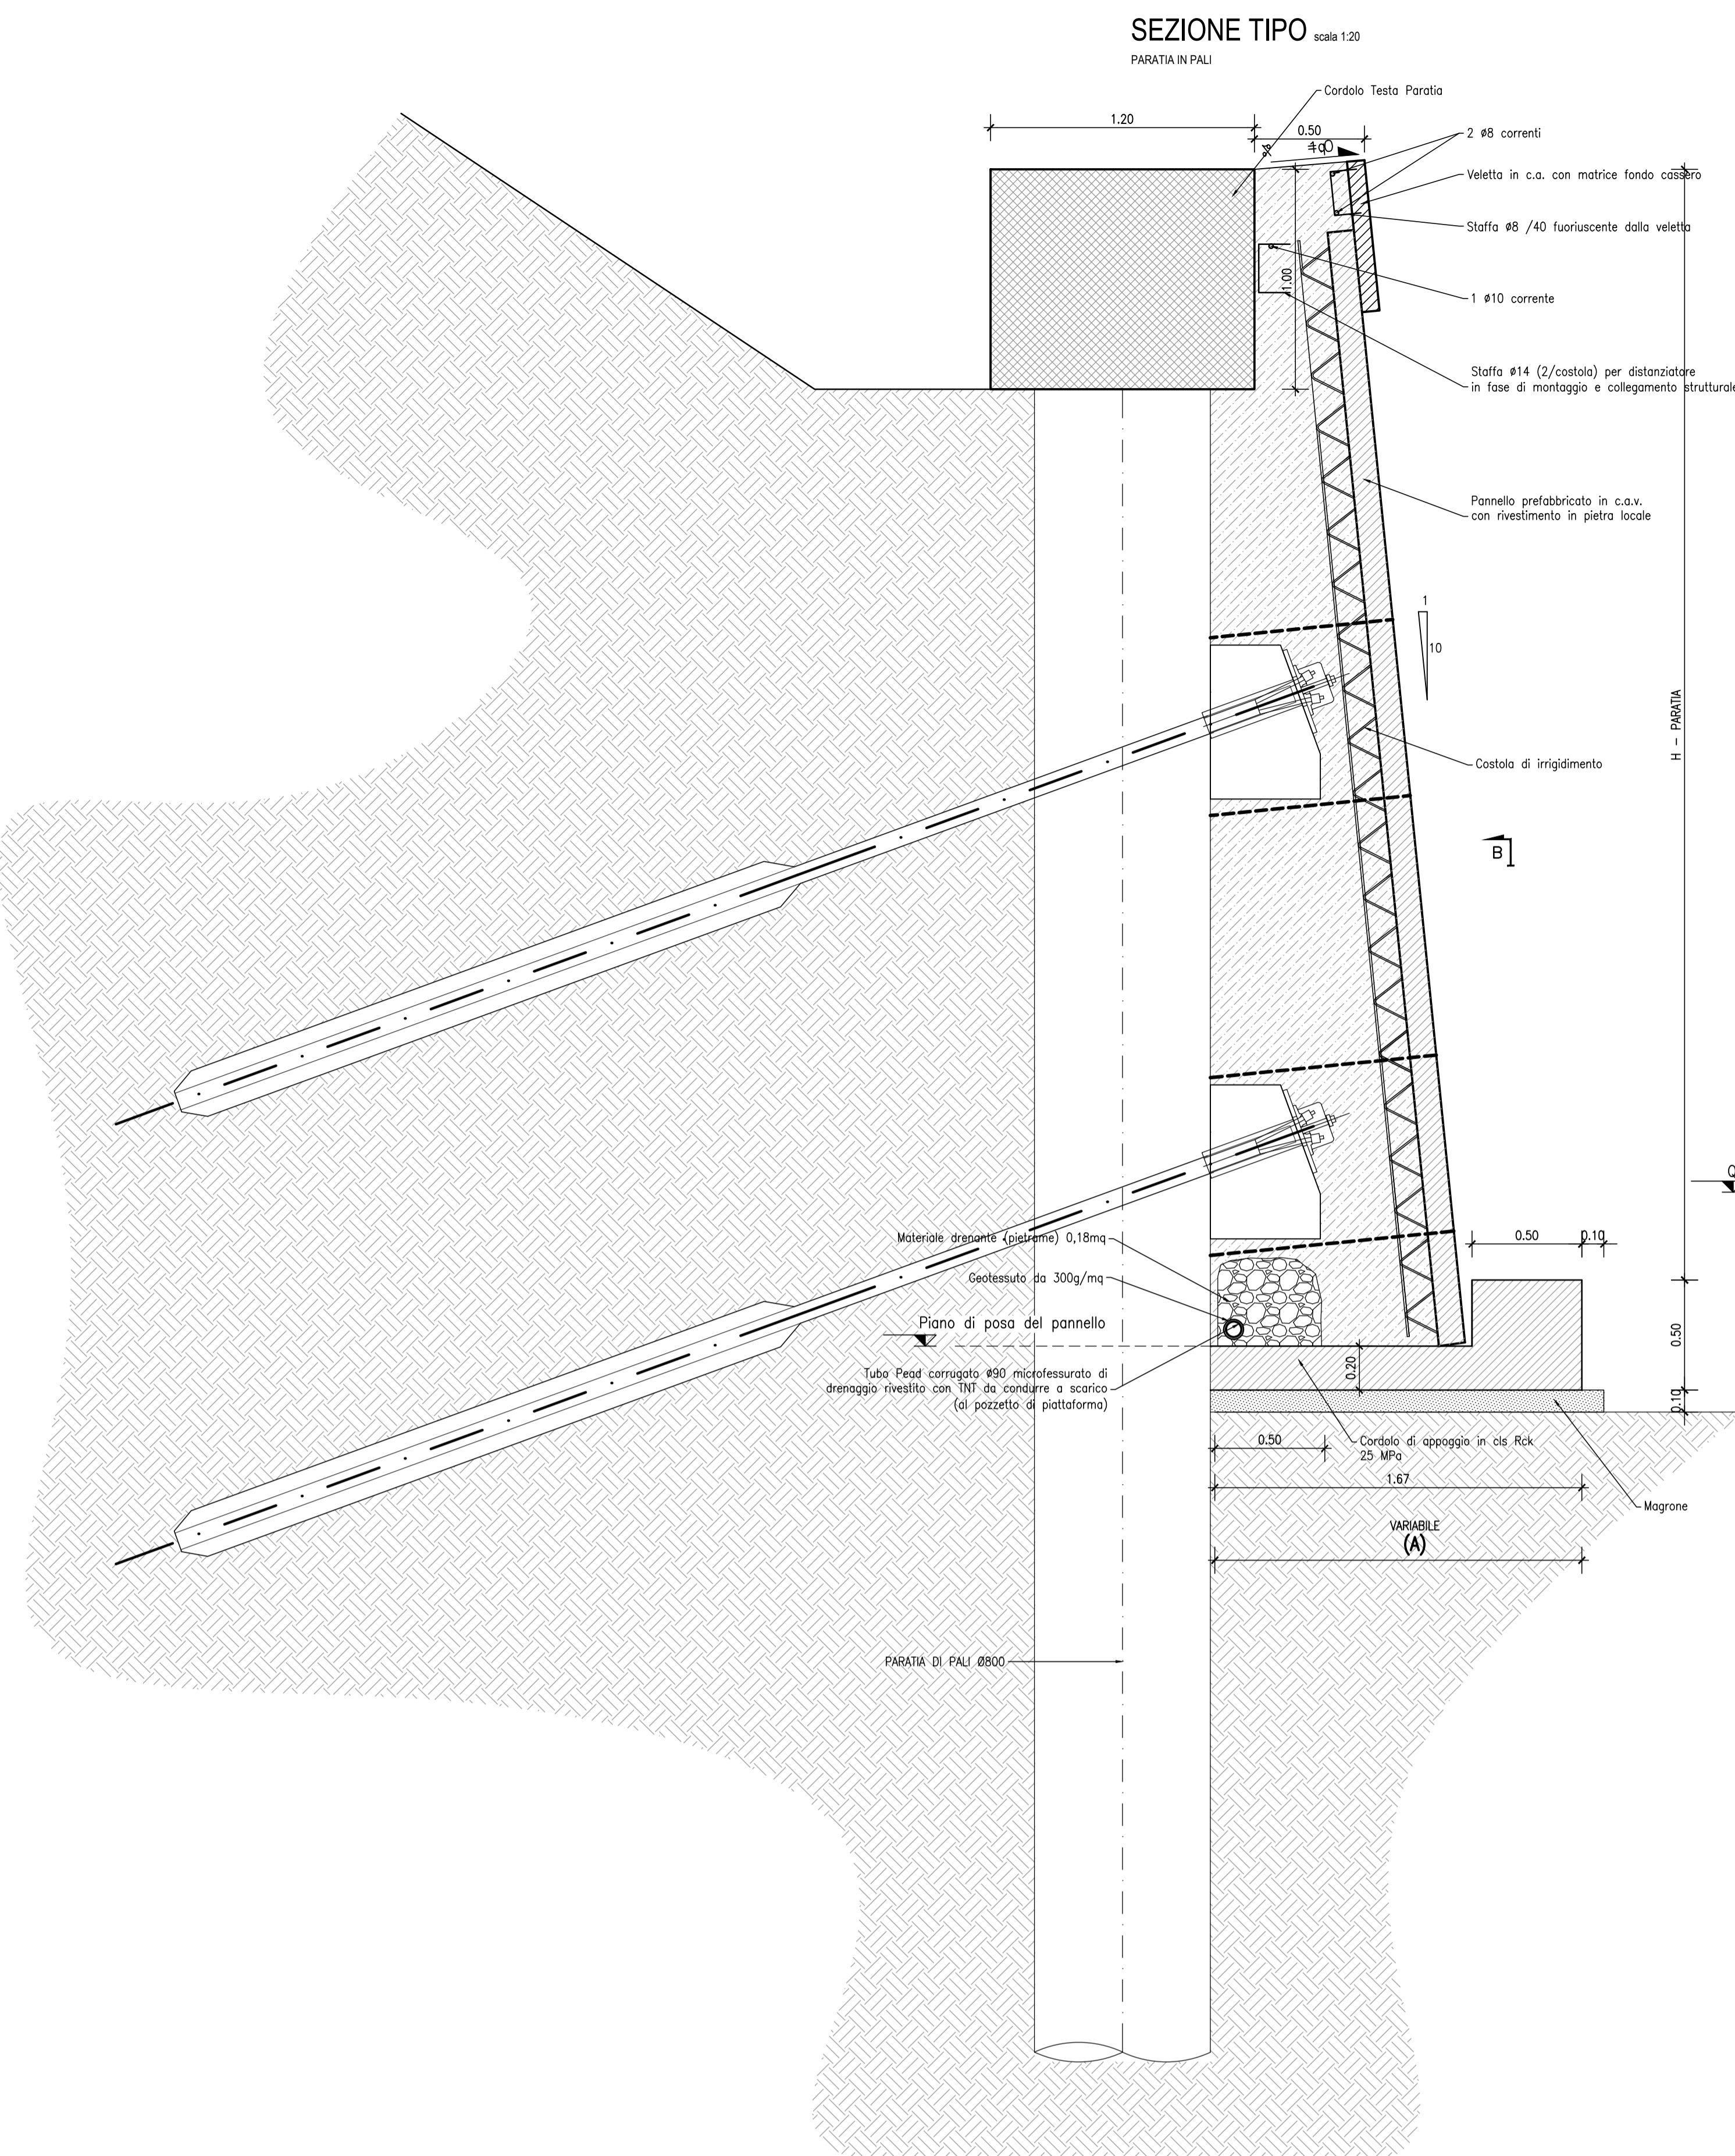 SEZIONE TIPO scala 1:20
PARATIA IN PALI
Cordolo Testa Paratia
1.20
0.50
2 ø8 correnti
Veletta in c.a. con matrice fondo cassero
Staffa ø8 /40 fuoriuscente dalla veletta
1.00
1 ø10 corrente
Staffa ø14 (2/costola) per distanziatore
in fase di montaggio e collegamento strutturale
Pannello prefabbricato in c.a.v.
con rivestimento in pietra locale
1
10
H - PARATIA
Costola di irrigidimento
B
Q
Materiale drenante (pietrame) 0,18mq
0.50
0.10
Geotessuto da 300g/mq
Piano di posa del pannello
0.50
0.20
Tubo Pead corrugato ø90 microfessurato di
drenaggio rivestito con TNT da condurre a scarico
(al pozzetto di piattaforma)
0.10
0.50
Cordolo di appoggio in cls Rck
25 MPa
1.67
Magrone
VARIABILE
(A)
PARATIA DI PALI Ø800